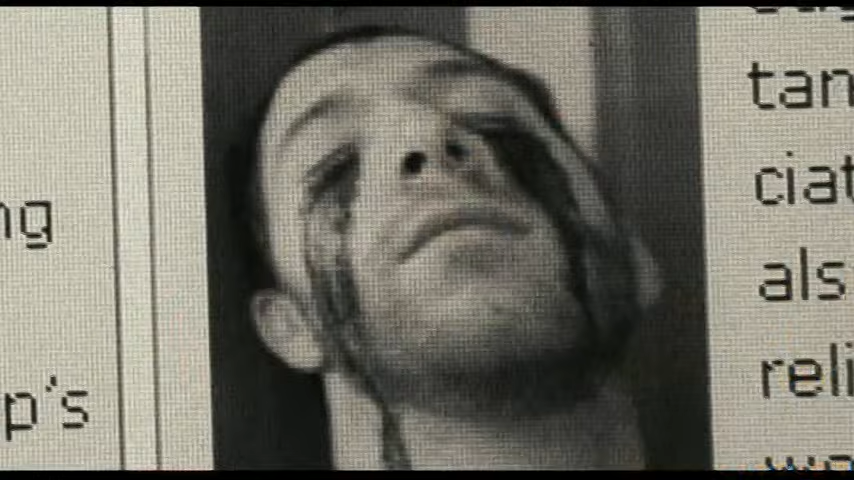 ng
p's
tan
ciat
als
reli